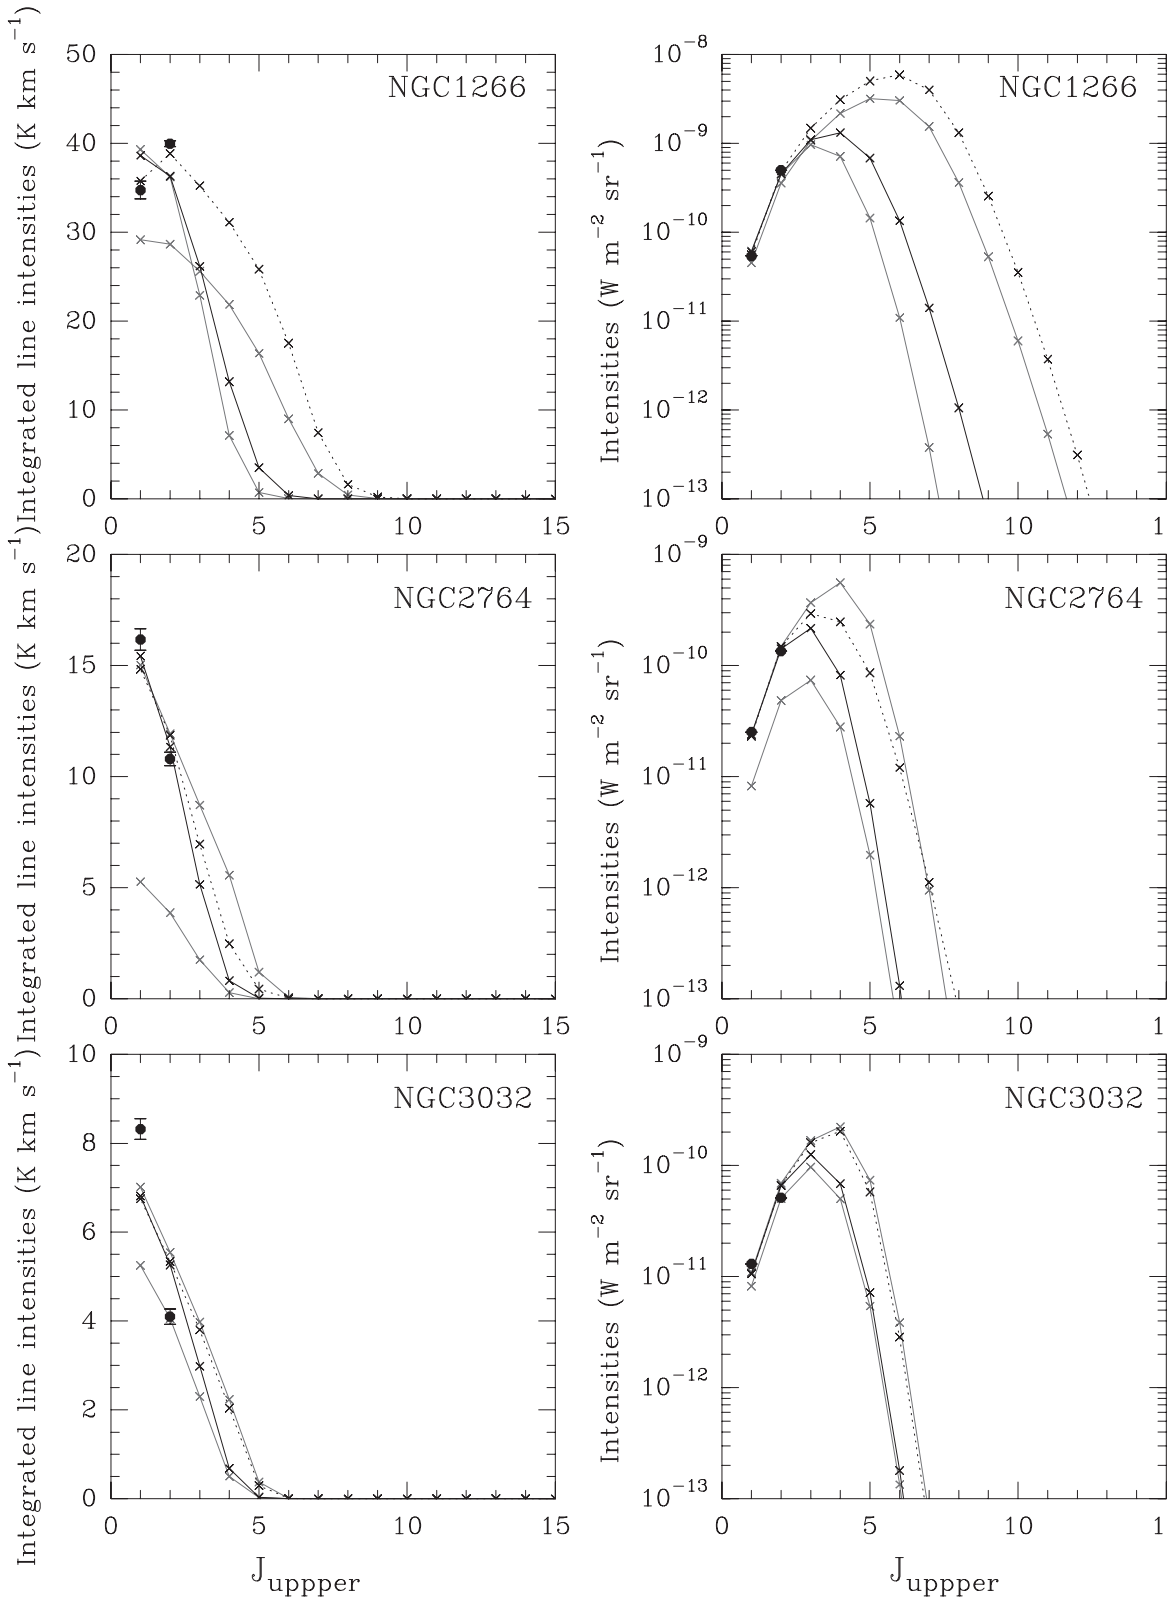 Integrated line intensities (K km s⁻¹)
50
40
30
20
10
0
NGC1266
0 5 10 15
Intensities (W m⁻² sr⁻¹)
10⁻⁸
10⁻⁹
10⁻¹⁰
10⁻¹¹
10⁻¹²
10⁻¹³
NGC1266
0 5 10 1
Integrated line intensities (K km s⁻¹)
20
15
10
5
0
NGC2764
0 5 10 15
Intensities (W m⁻² sr⁻¹)
10⁻⁹
10⁻¹⁰
10⁻¹¹
10⁻¹²
10⁻¹³
NGC2764
0 5 10 1
Integrated line intensities (K km s⁻¹)
10
8
6
4
2
0
NGC3032
0 5 10 15
J_uppper
Intensities (W m⁻² sr⁻¹)
10⁻⁹
10⁻¹⁰
10⁻¹¹
10⁻¹²
10⁻¹³
NGC3032
0 5 10 1
J_uppper